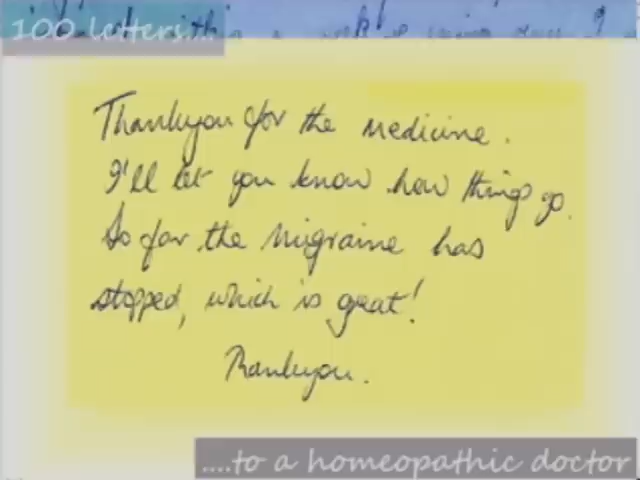 100 letters....
Thankyou for the medicine.
I'll let you know how things go.
So far the Migraine has
stopped, which is great!
Thankyou.
....to a homeopathic doctor